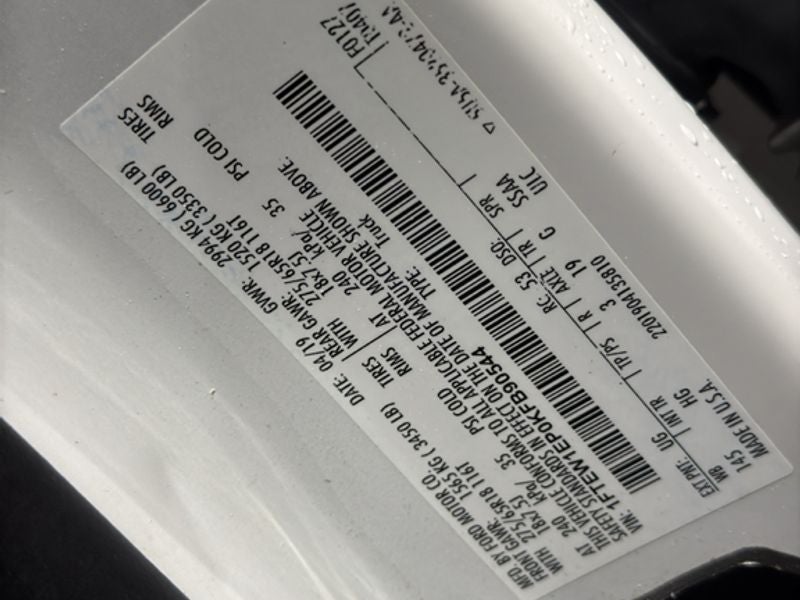 MFD. BY FORD MOTOR CO.
DATE: 04/19 GVWR: 2994 KG ( 6600 LB)
FRONT GAWR: 1565 KG ( 3450 LB) REAR GAWR: 1520 KG ( 3350 LB)
WITH 275/65R18 116T TIRES WITH 275/65R18 116T TIRES
18x7.5J RIMS 18x7.5J RIMS
AT 240 kPa/ 35 PSI COLD AT 240 kPa/ 35 PSI COLD
THIS VEHICLE CONFORMS TO ALL APPLICABLE FEDERAL MOTOR VEHICLE
SAFETY STANDARDS IN EFFECT ON THE DATE OF MANUFACTURE SHOWN ABOVE.
VIN: 1FTEW1EP0KFB90544 TYPE: Truck
EXT PNT: UG RC: 53 DSO:
WB INT TR TP/PS R AXLE TR SPR
145 HG 3 19 G SSAA UTC
MADE IN U.S.A. 2201904135810